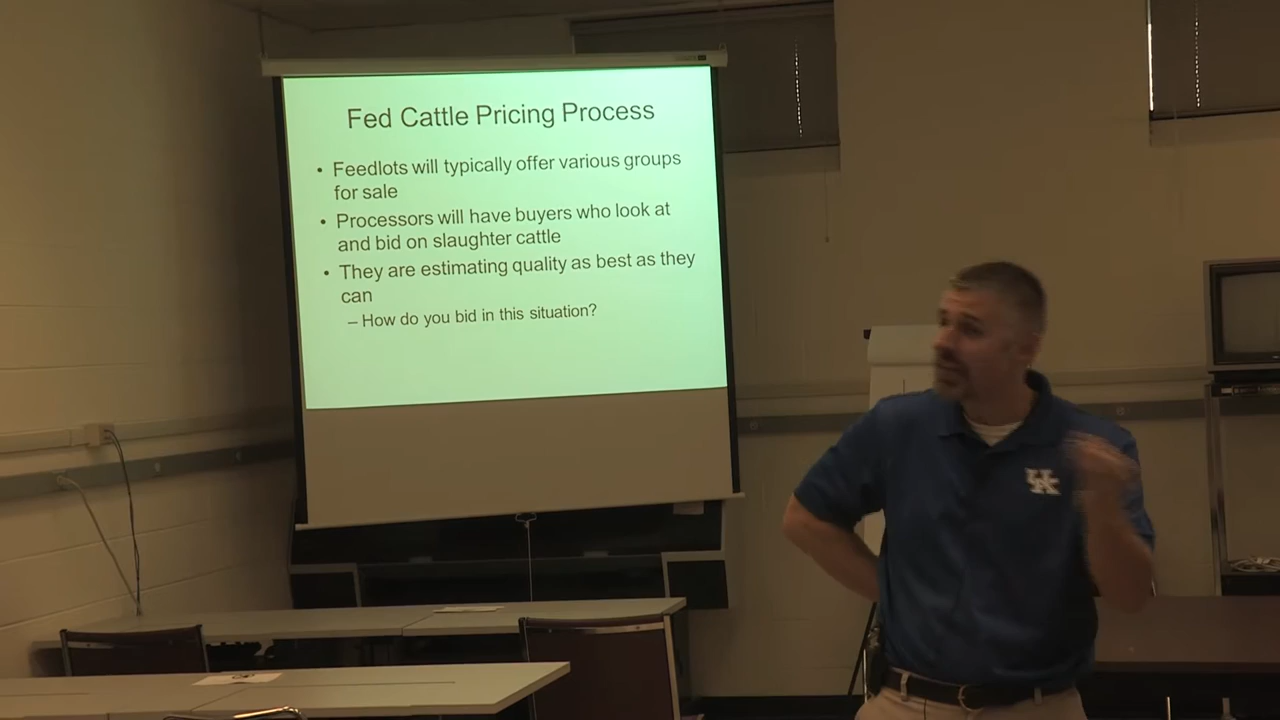 Fed Cattle Pricing Process
• Feedlots will typically offer various groups
for sale
• Processors will have buyers who look at
and bid on slaughter cattle
• They are estimating quality as best as they
can
– How do you bid in this situation?
UK